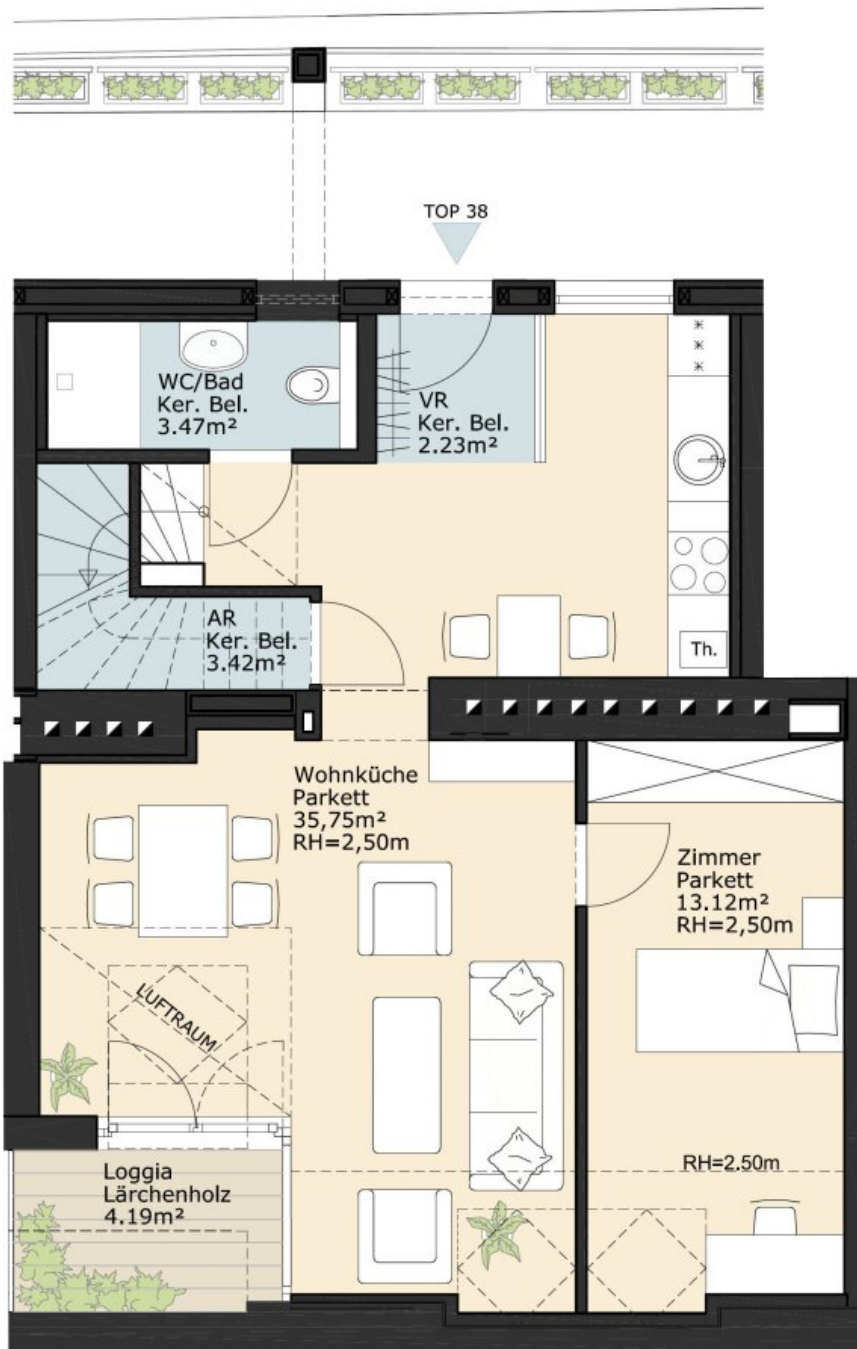 TOP 38
WC/Bad
Ker. Bel.
3.47m²
VR
Ker. Bel.
2.23m²
AR
Ker. Bel.
3.42m²
Th.
Wohnküche
Parkett
35,75m²
RH=2,50m
Zimmer
Parkett
13.12m²
RH=2,50m
LUFTRAUM
RH=2.50m
Loggia
Lärchenholz
4.19m²